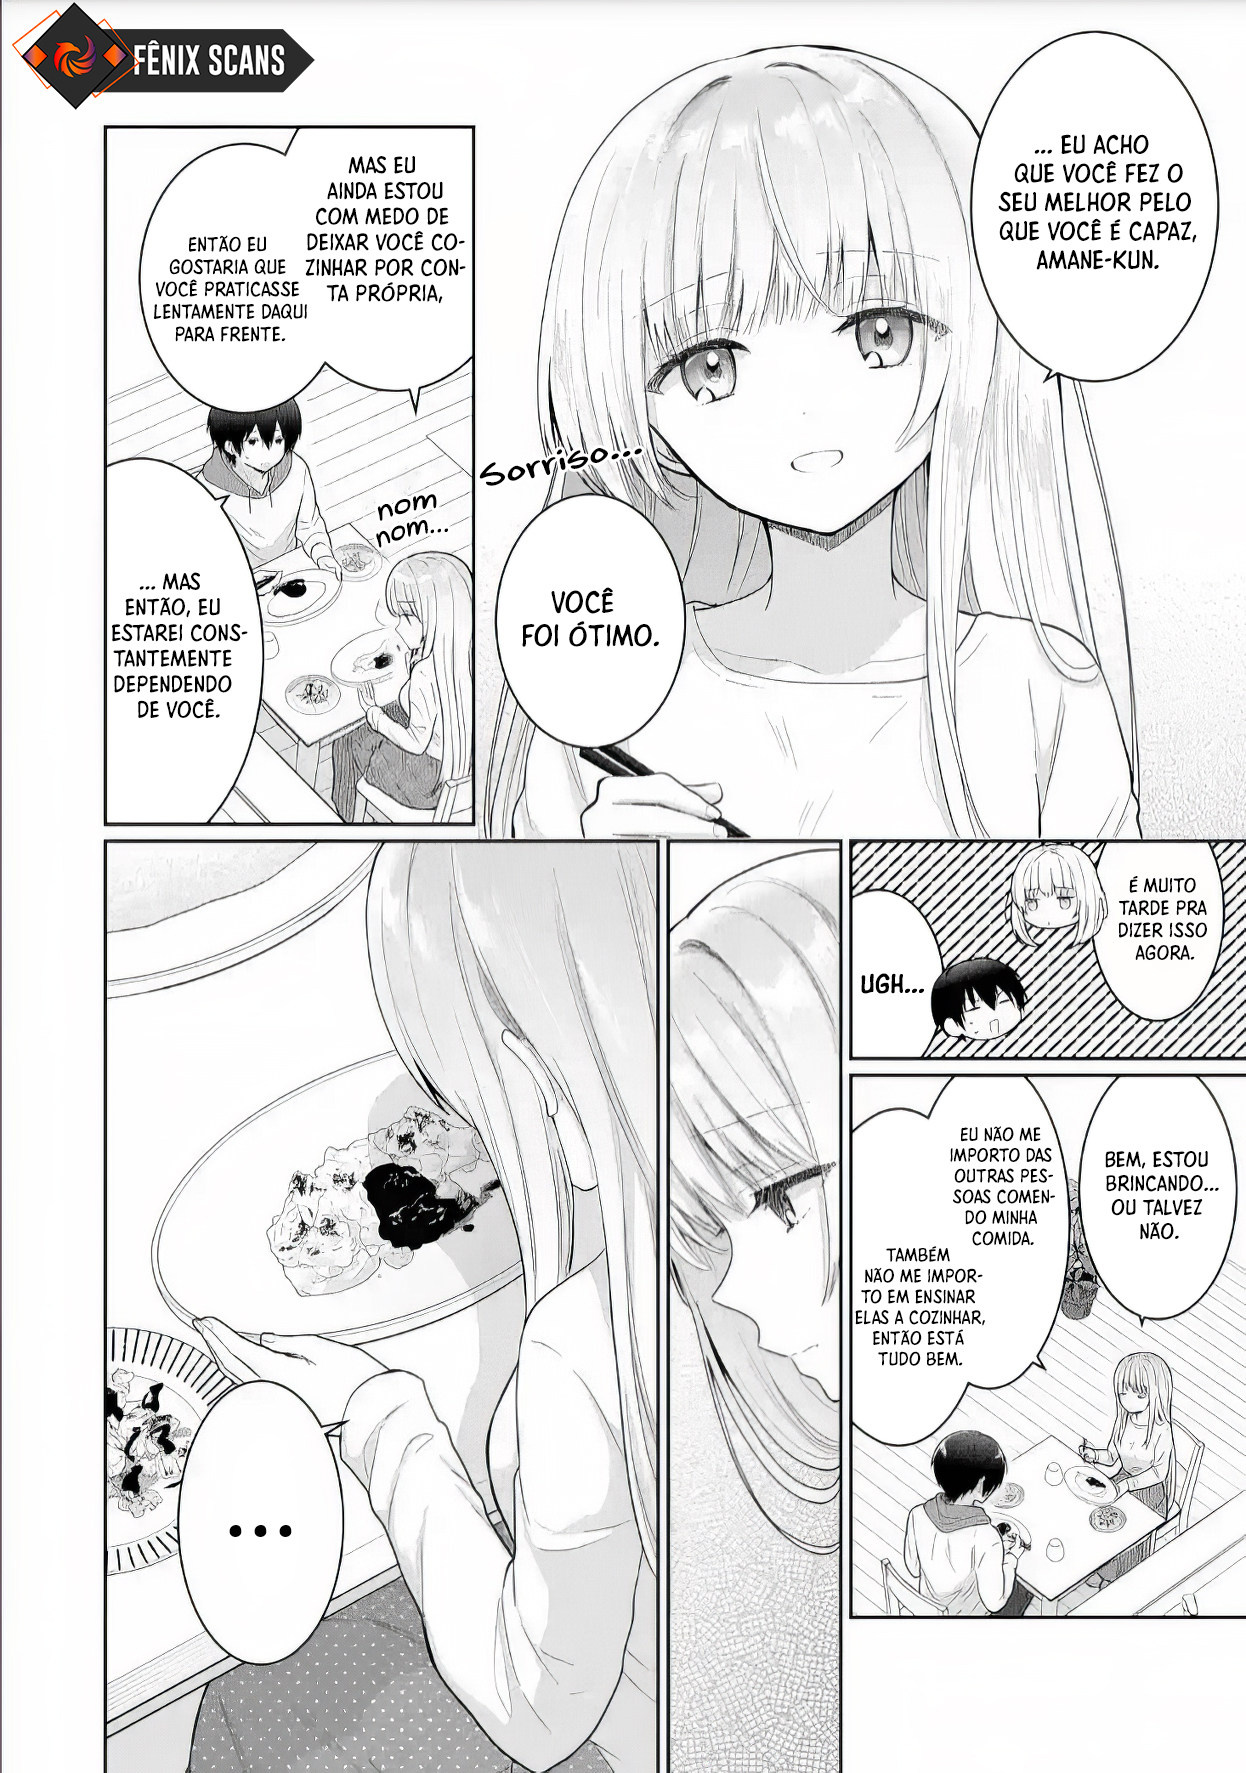 FÊNIX SCANS
... EU ACHO
QUE VOCÊ FEZ O
SEU MELHOR PELO
QUE VOCÊ É CAPAZ,
AMANE-KUN.
Sorriso...
VOCÊ
FOI ÓTIMO.
MAS EU
AINDA ESTOU
COM MEDO DE
DEIXAR VOCÊ CO-
ZINHAR POR CON-
TA PRÓPRIA,
ENTÃO EU
GOSTARIA QUE
VOCÊ PRATICASSE
LENTAMENTE DAQUI
PARA FRENTE.
nom
nom...
... MAS
ENTÃO, EU
ESTAREI CONS-
TANTEMENTE
DEPENDENDO
DE VOCÊ.
É MUITO
TARDE PRA
DIZER ISSO
AGORA.
UGH...
BEM, ESTOU
BRINCANDO...
OU TALVEZ
NÃO.
EU NÃO ME
IMPORTO DAS
OUTRAS PES-
SOAS COMEN-
DO MINHA
COMIDA.
TAMBÉM
NÃO ME IMPOR-
TO EM ENSINAR
ELAS A COZINHAR,
ENTÃO ESTÁ
TUDO BEM.
...